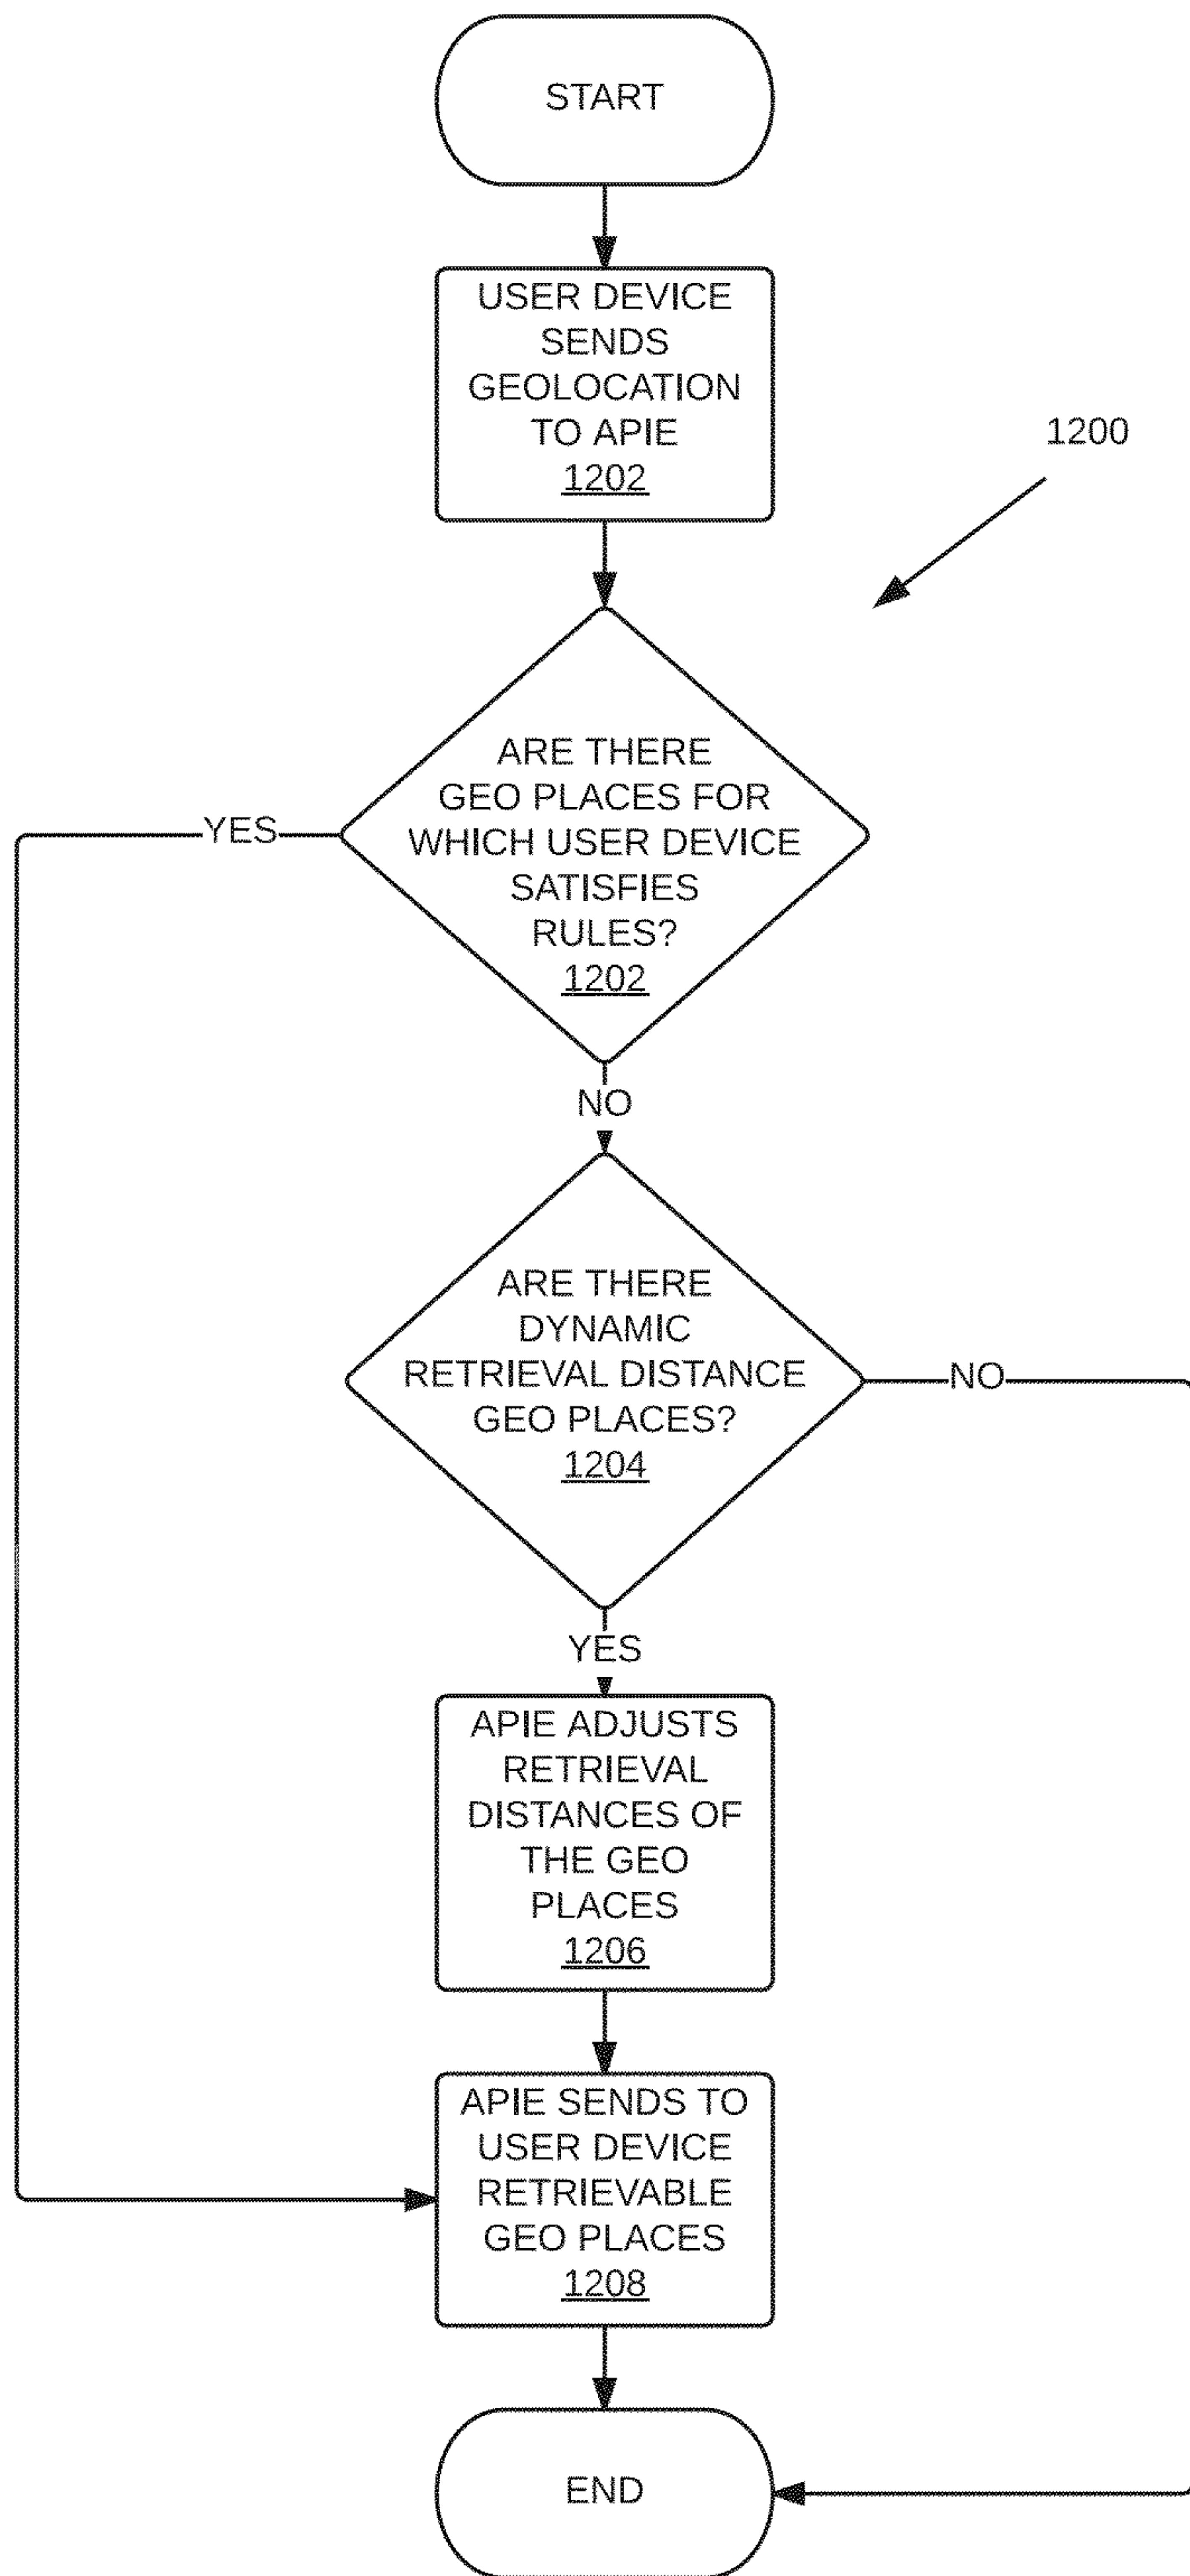 START
USER DEVICE
SENDS
GEOLOCATION
TO APIE
1202
1200
ARE THERE
GEO PLACES FOR
WHICH USER DEVICE
SATISFIES
RULES?
1202
YES
NO
ARE THERE
DYNAMIC
RETRIEVAL DISTANCE
GEO PLACES?
1204
NO
YES
APIE ADJUSTS
RETRIEVAL
DISTANCES OF
THE GEO
PLACES
1206
APIE SENDS TO
USER DEVICE
RETRIEVABLE
GEO PLACES
1208
END